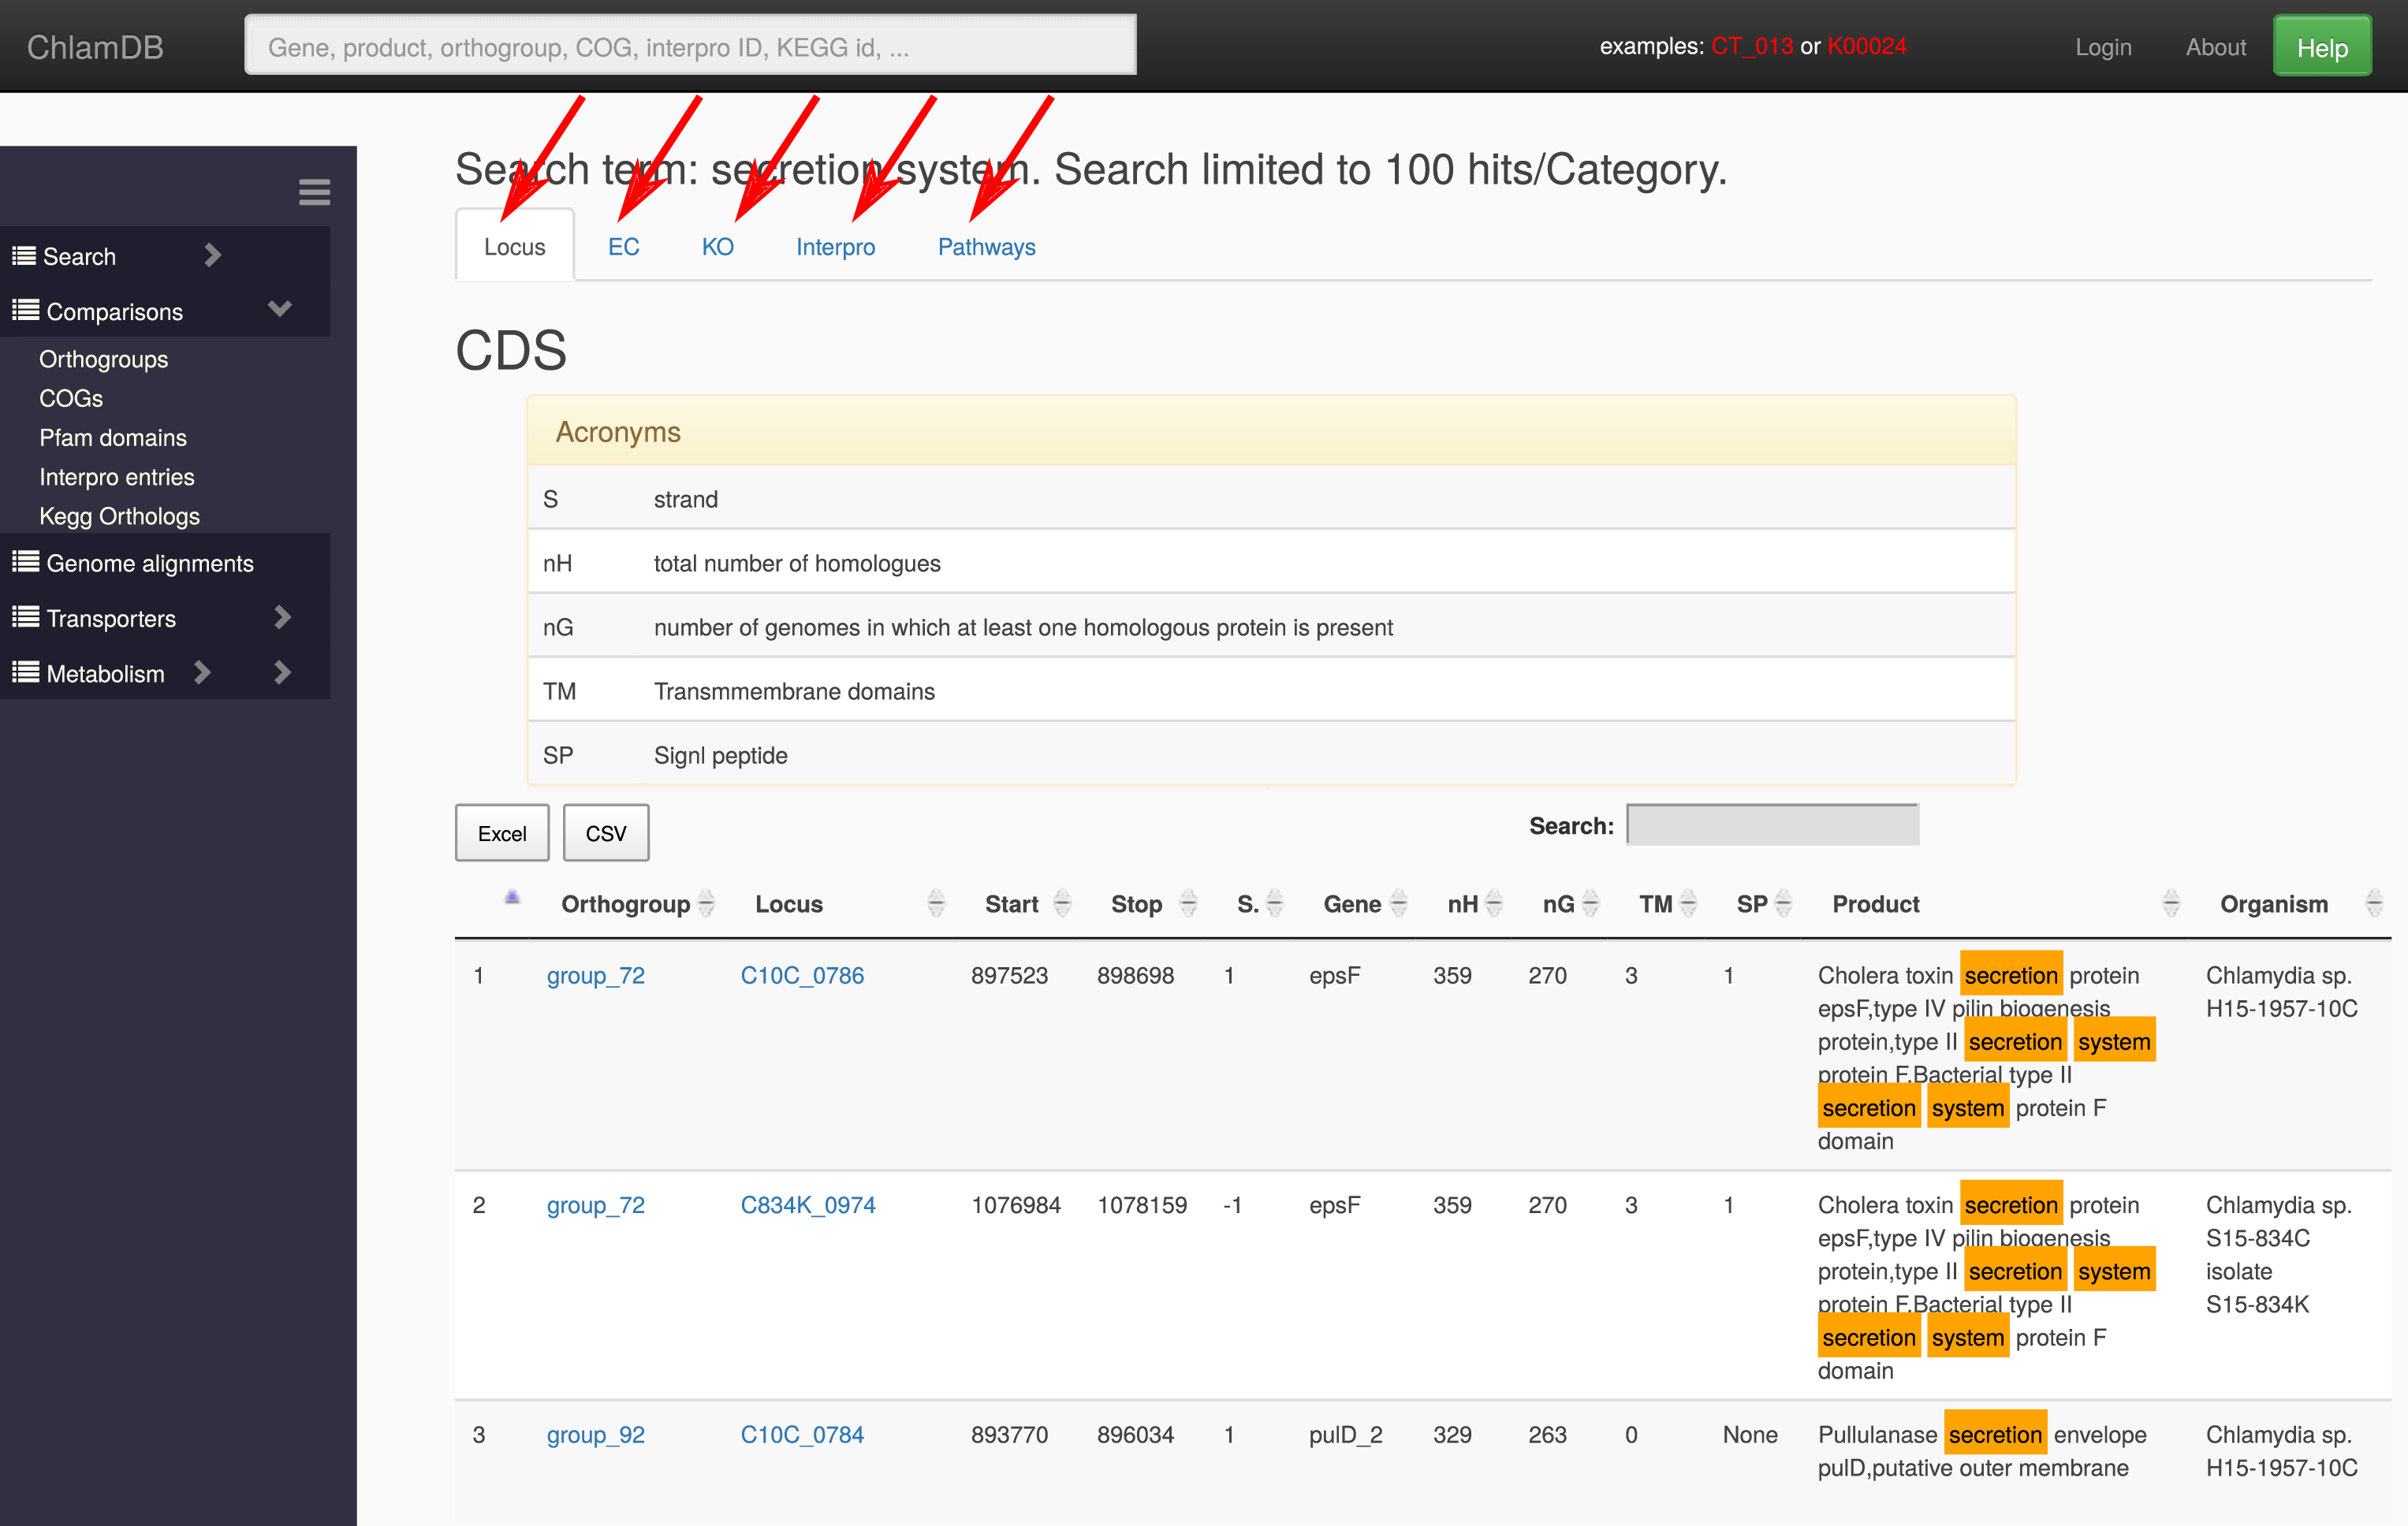 ChlamDB
Gene, product, orthogroup, COG, interpro ID, KEGG id, ...
examples: CT_013 or K00024
Login
About
Help
Search
Comparisons
Orthogroups
COGs
Pfam domains
Interpro entries
Kegg Orthologs
Genome alignments
Transporters
Metabolism
Search term: secretion system. Search limited to 100 hits/Category.
Locus EC KO Interpro Pathways
CDS
Acronyms
S strand
nH total number of homologues
nG number of genomes in which at least one homologous protein is present
TM Transmmembrane domains
SP Signl peptide
Excel CSV Search:
Orthogroup Locus Start Stop S. Gene nH nG TM SP Product Organism
1 group_72 C10C_0786 897523 898698 1 epsF 359 270 3 1 Cholera toxin secretion protein Chlamydia sp.
epsF,type IV pilin biogenesis H15-1957-10C
protein,type II secretion system
protein F,Bacterial type II
secretion system protein F
domain
2 group_72 C834K_0974 1076984 1078159 -1 epsF 359 270 3 1 Cholera toxin secretion protein Chlamydia sp.
epsF,type IV pilin biogenesis S15-834C
protein,type II secretion system isolate
protein F,Bacterial type II S15-834K
secretion system protein F
domain
3 group_92 C10C_0784 893770 896034 1 pulD_2 329 263 0 None Pullulanase secretion envelope Chlamydia sp.
pulD,putative outer membrane H15-1957-10C